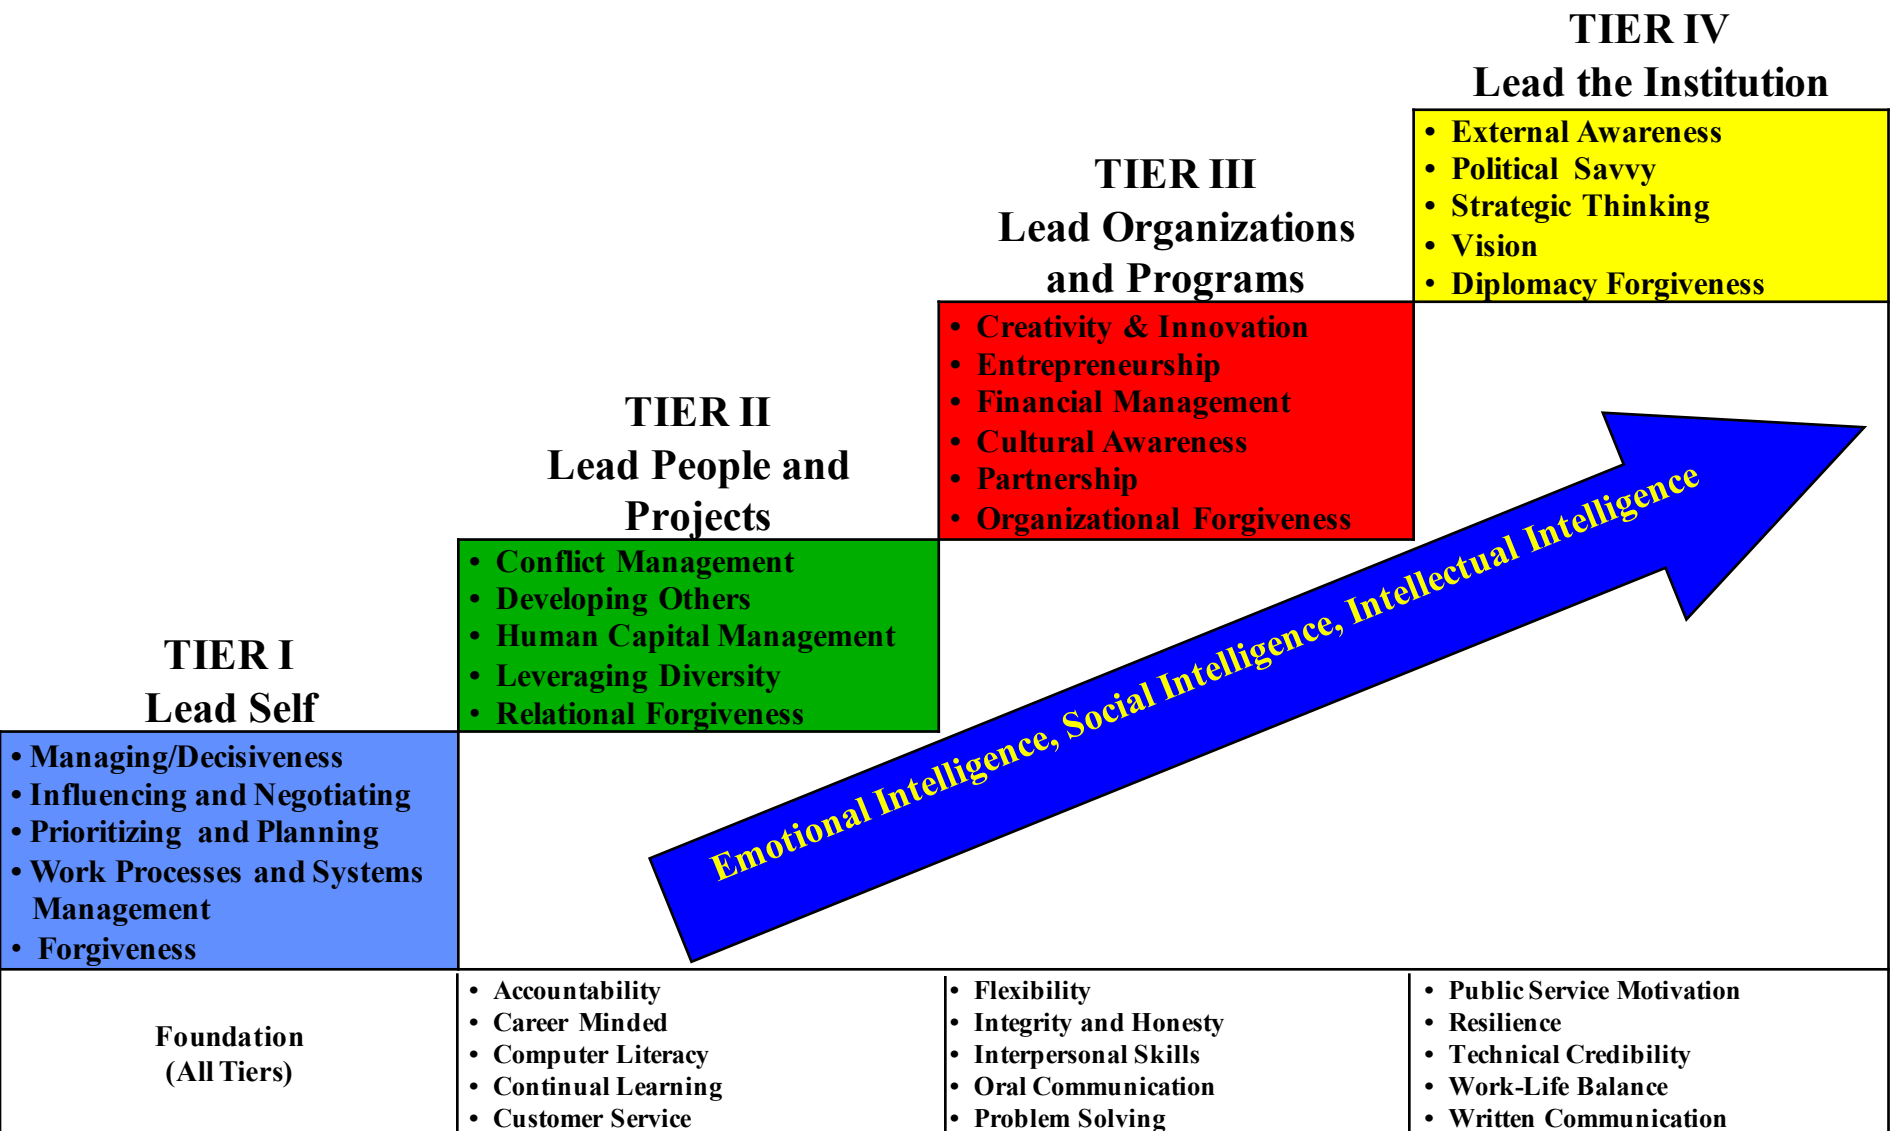 TIER IV
Lead the Institution
• External Awareness
• Political Savvy
• Strategic Thinking
• Vision
• Diplomacy Forgiveness
TIER III
Lead Organizations
and Programs
• Creativity & Innovation
• Entrepreneurship
• Financial Management
• Cultural Awareness
• Partnership
• Organizational Forgiveness
TIER II
Lead People and
Projects
• Conflict Management
• Developing Others
• Human Capital Management
• Leveraging Diversity
• Relational Forgiveness
TIER I
Lead Self
• Managing/Decisiveness
• Influencing and Negotiating
• Prioritizing and Planning
• Work Processes and Systems
Management
• Forgiveness
Emotional Intelligence, Social Intelligence, Intellectual Intelligence
Foundation
(All Tiers)
• Accountability
• Career Minded
• Computer Literacy
• Continual Learning
• Customer Service
• Flexibility
• Integrity and Honesty
• Interpersonal Skills
• Oral Communication
• Problem Solving
• Public Service Motivation
• Resilience
• Technical Credibility
• Work-Life Balance
• Written Communication